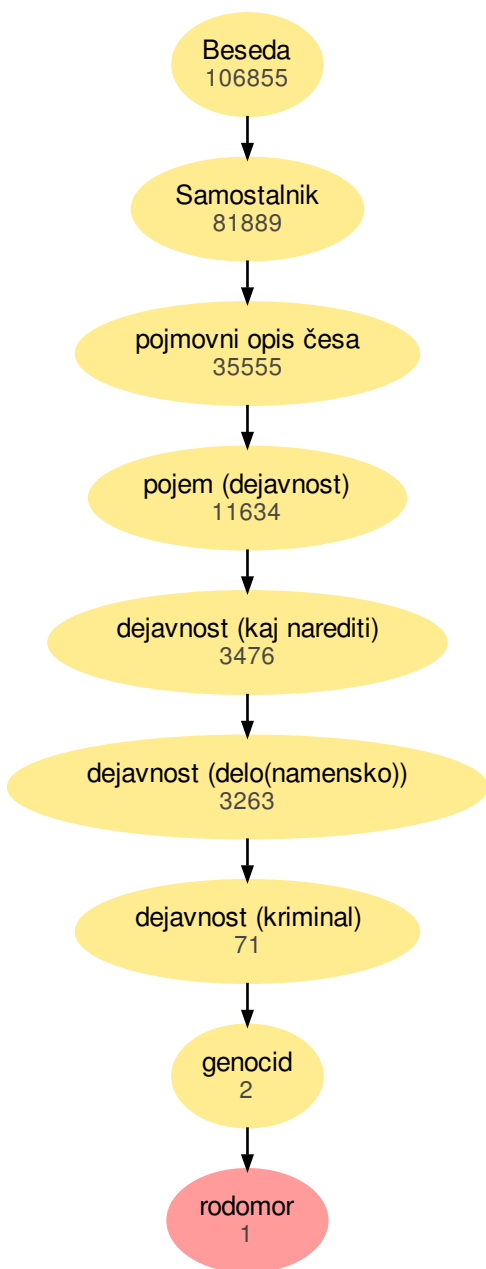 Beseda
106855
Samostalnik
81889
pojmovni opis česa
35555
pojem (dejavnost)
11634
dejavnost (kaj narediti)
3476
dejavnost (delo(namensko))
3263
dejavnost (kriminal)
71
genocid
2
rodomor
1